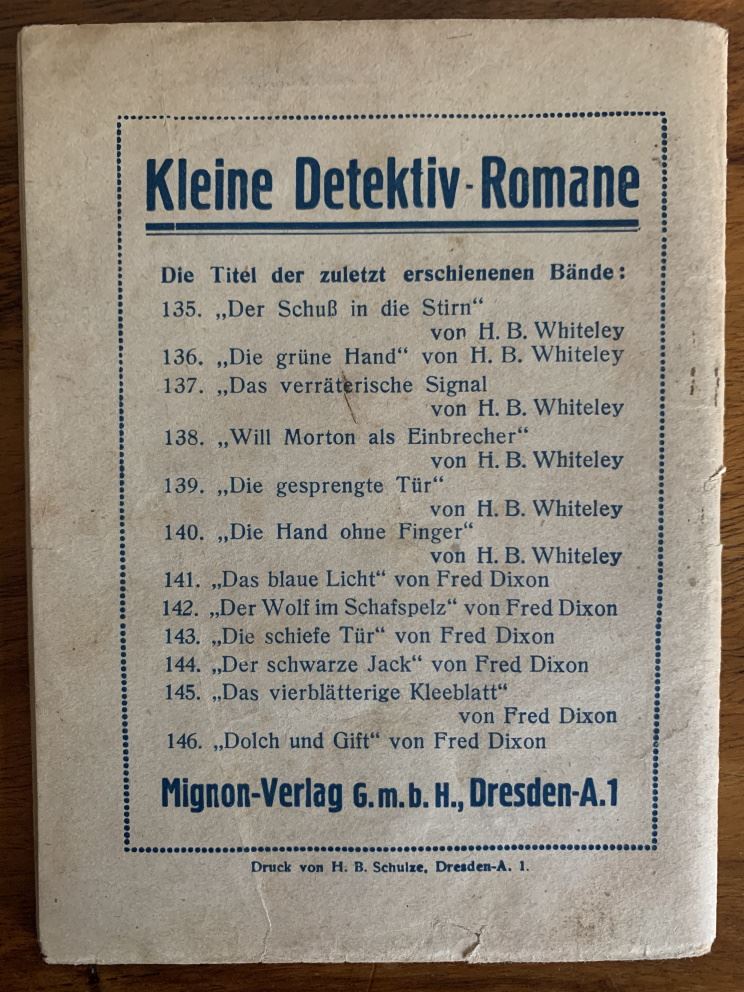 Kleine Detektiv-Romane
Die Titel der zuletzt erschienenen Bände:
135. „Der Schuß in die Stirn“
von H. B. Whiteley
136. „Die grüne Hand“ von H. B. Whiteley
137. „Das verräterische Signal
von H. B. Whiteley
138. „Will Morton als Einbrecher“
von H. B. Whiteley
139. „Die gesprengte Tür“
von H. B. Whiteley
140. „Die Hand ohne Finger“
von H. B. Whiteley
141. „Das blaue Licht“ von Fred Dixon
142. „Der Wolf im Schafspelz“ von Fred Dixon
143. „Die schiefe Tür“ von Fred Dixon
144. „Der schwarze Jack“ von Fred Dixon
145. „Das vierblätterige Kleeblatt“
von Fred Dixon
146. „Dolch und Gift“ von Fred Dixon
Mignon-Verlag G.m.b.H., Dresden-A.1
Druck von H. B. Schulze, Dresden-A. 1.